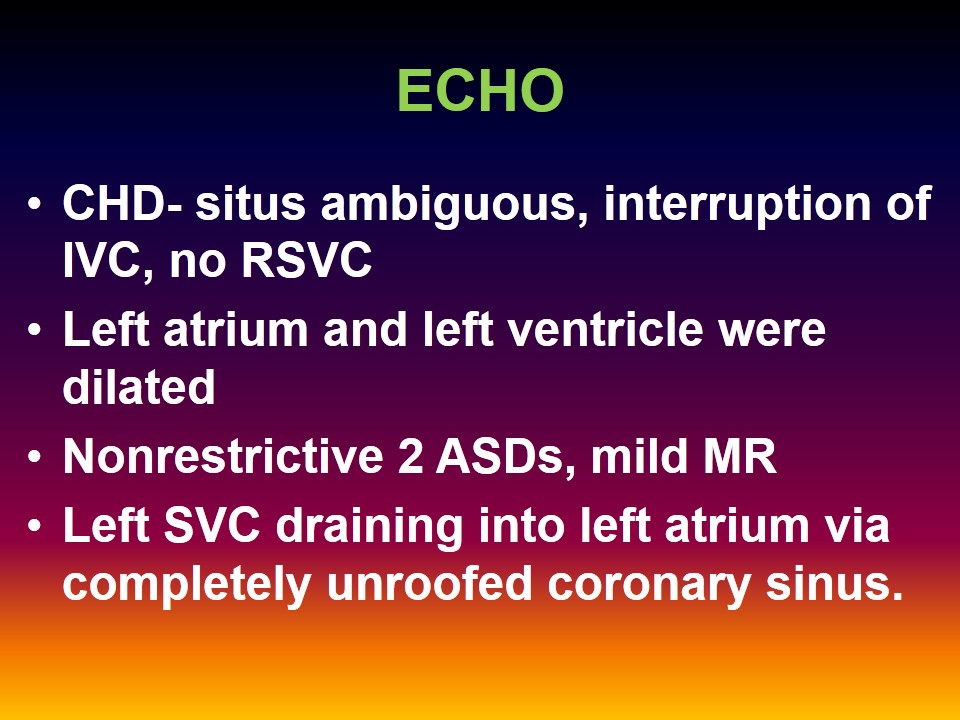 ECHO
• CHD- situs ambiguous, interruption of
IVC, no RSVC
• Left atrium and left ventricle were
dilated
• Nonrestrictive 2 ASDs, mild MR
• Left SVC draining into left atrium via
completely unroofed coronary sinus.